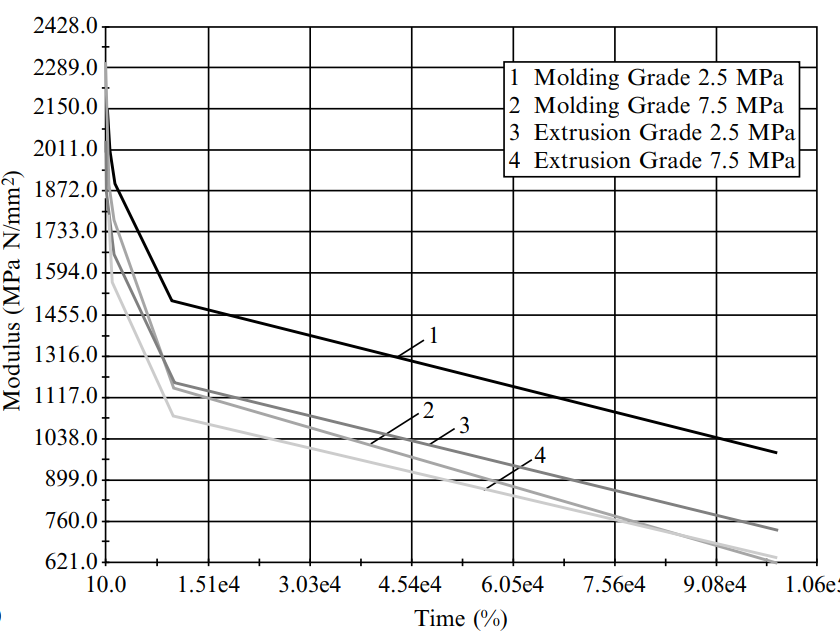 2428.0
2289.0
2150.0
2011.0
1872.0
1733.0
1594.0
1455.0
1316.0
1117.0
1038.0
899.0
760.0
621.0
Modulus (MPa N/mm²)
1 Molding Grade 2.5 MPa
2 Molding Grade 7.5 MPa
3 Extrusion Grade 2.5 MPa
4 Extrusion Grade 7.5 MPa
1
2
3
4
10.0 1.51e4 3.03e4 4.54e4 6.05e4 7.56e4 9.08e4 1.06e
Time (%)